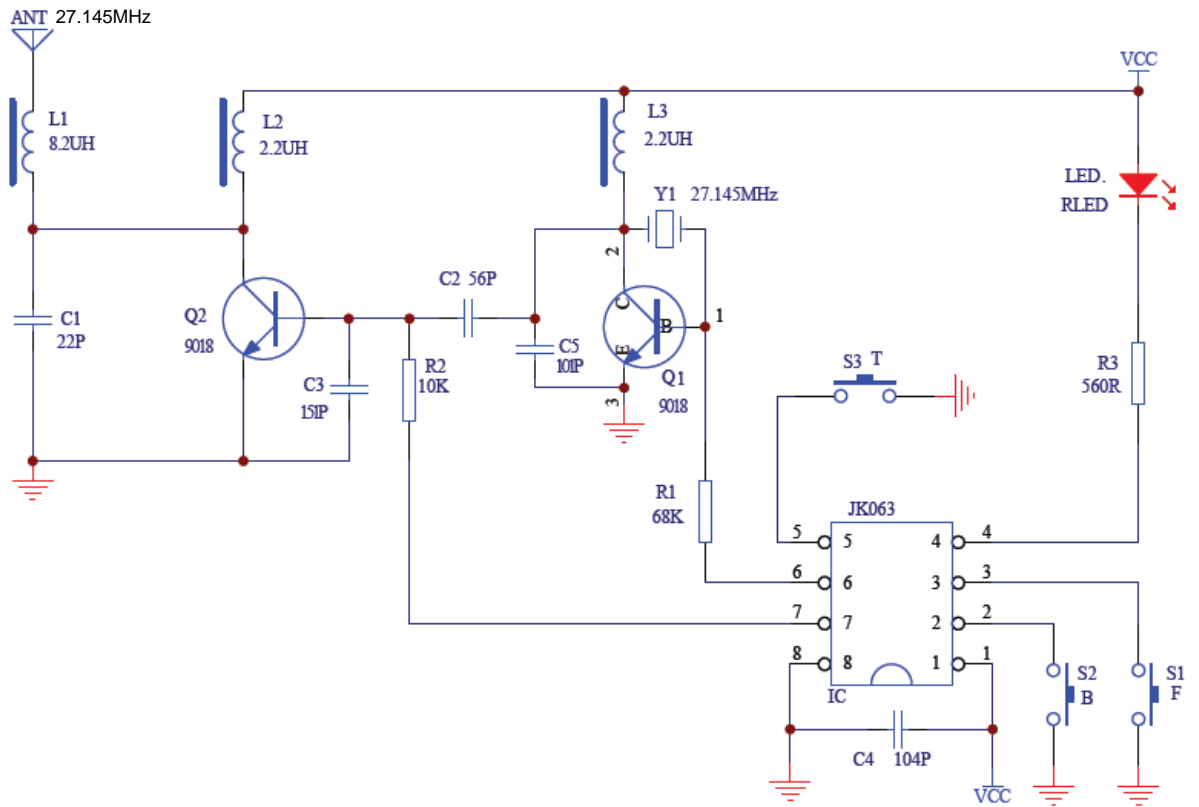 ANT 27.145MHz
VCC
L1
8.2UH
L2
2.2UH
L3
2.2UH
LED.
RLED
Y1 27.145MHz
2
C2 56P
C
B
1
E
Q2
9018
C1
22P
C5
101P
Q1
9018
3
R2
10K
C3
151P
S3 T
R3
560R
R1
68K
JK063
5 5 4 4
6 6 3 3
7 7 2 2
8 8 1 1
IC
S2
B
S1
F
C4 104P
VCC